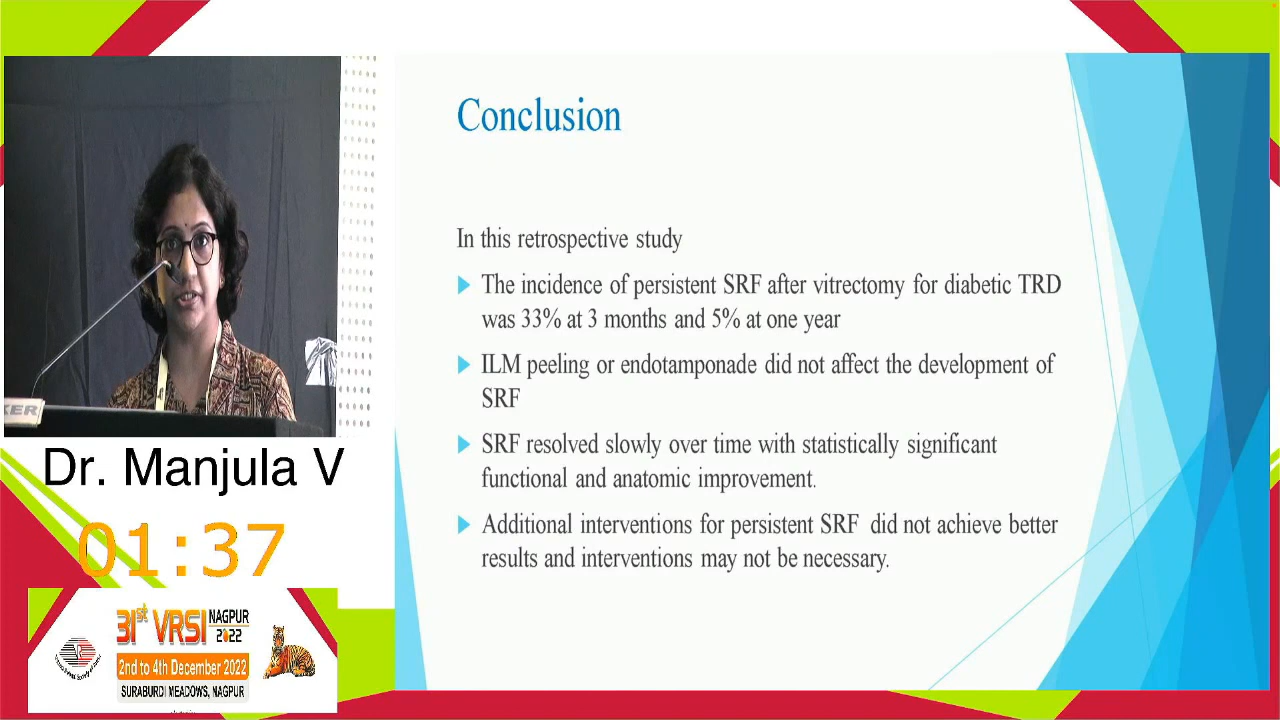 Conclusion
In this retrospective study
The incidence of persistent SRF after vitrectomy for diabetic TRD
was 33% at 3 months and 5% at one year
ILM peeling or endotamponade did not affect the development of
SRF
SRF resolved slowly over time with statistically significant
functional and anatomic improvement.
Additional interventions for persistent SRF did not achieve better
results and interventions may not be necessary.
KER
Dr. Manjula V
01:37
31st VRSI NAGPUR
2022
2nd to 4th December 2022
SURABURDI MEADOWS, NAGPUR